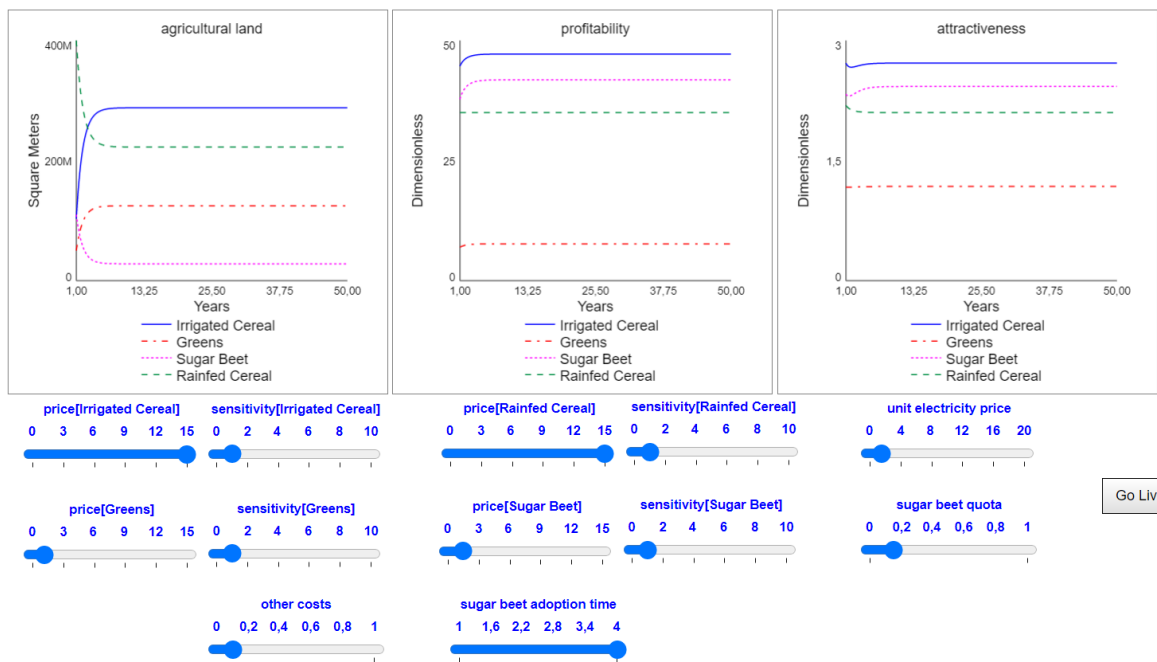 agricultural land
400M
200M
0
Square Meters
1,00 13,25 25,50 37,75 50,00
Years
Irrigated Cereal
Greens
Sugar Beet
Rainfed Cereal
profitability
50
25
0
Dimensionless
1,00 13,25 25,50 37,75 50,00
Years
Irrigated Cereal
Greens
Sugar Beet
Rainfed Cereal
attractiveness
3
1,5
0
Dimensionless
1,00 13,25 25,50 37,75 50,00
Years
Irrigated Cereal
Greens
Sugar Beet
Rainfed Cereal
price[Irrigated Cereal]
0 3 6 9 12 15
sensitivity[Irrigated Cereal]
0 2 4 6 8 10
price[Rainfed Cereal]
0 3 6 9 12 15
sensitivity[Rainfed Cereal]
0 2 4 6 8 10
unit electricity price
0 4 8 12 16 20
Go Liv
price[Greens]
0 3 6 9 12 15
sensitivity[Greens]
0 2 4 6 8 10
price[Sugar Beet]
0 3 6 9 12 15
sensitivity[Sugar Beet]
0 2 4 6 8 10
sugar beet quota
0 0,2 0,4 0,6 0,8 1
other costs
0 0,2 0,4 0,6 0,8 1
sugar beet adoption time
1 1,6 2,2 2,8 3,4 4